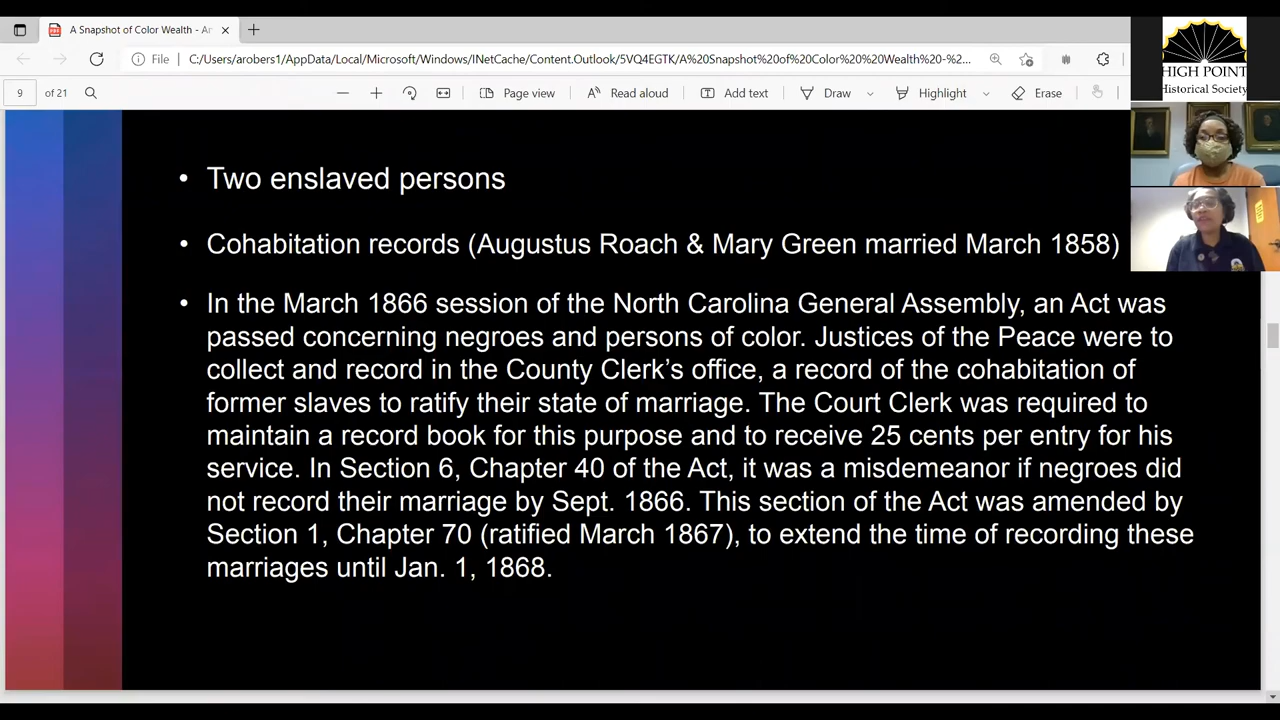 A Snapshot of Color Wealth - An
File
C:/Users/arobers1/AppData/Local/Microsoft/Windows/INetCache/Content.Outlook/5VQ4EGTK/A%20Snapshot%20of%20Color%20%20Wealth%20-%2...
9 of 21
Page view
Read aloud
Add text
Draw
Highlight
Erase
HIGH POINT
Historical Society
• Two enslaved persons
• Cohabitation records (Augustus Roach & Mary Green married March 1858)
• In the March 1866 session of the North Carolina General Assembly, an Act was
passed concerning negroes and persons of color. Justices of the Peace were to
collect and record in the County Clerk’s office, a record of the cohabitation of
former slaves to ratify their state of marriage. The Court Clerk was required to
maintain a record book for this purpose and to receive 25 cents per entry for his
service. In Section 6, Chapter 40 of the Act, it was a misdemeanor if negroes did
not record their marriage by Sept. 1866. This section of the Act was amended by
Section 1, Chapter 70 (ratified March 1867), to extend the time of recording these
marriages until Jan. 1, 1868.